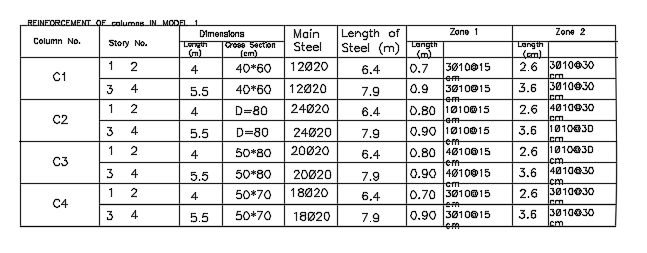 REINFORCEMENT OF columns IN MODEL 1
Column No. Story No. Dimensions Main Steel Length of Steel (m) Zone 1 Zone 2
Length (m) Cross Section (cm) Length (m) Length (m)
C1 1 2 4 40*60 12Ø20 6.4 0.7 3Ø10@15 cm 2.6 3Ø10@30 cm
3 4 5.5 40*60 12Ø20 7.9 0.9 3Ø10@15 cm 3.6 3Ø10@30 cm
C2 1 2 4 D=80 24Ø20 6.4 0.80 1Ø10@15 cm 2.6 4Ø10@30 cm
3 4 5.5 D=80 24Ø20 7.9 0.90 1Ø10@15 cm 3.6 1Ø10@30 cm
C3 1 2 4 50*80 20Ø20 6.4 0.80 4Ø10@15 cm 2.6 1Ø10@30 cm
3 4 5.5 50*80 20Ø20 7.9 0.90 4Ø10@15 cm 3.6 4Ø10@30 cm
C4 1 2 4 50*70 18Ø20 6.4 0.70 3Ø10@15 cm 2.6 3Ø10@30 cm
3 4 5.5 50*70 18Ø20 7.9 0.90 3Ø10@15 cm 3.6 3Ø10@30 cm